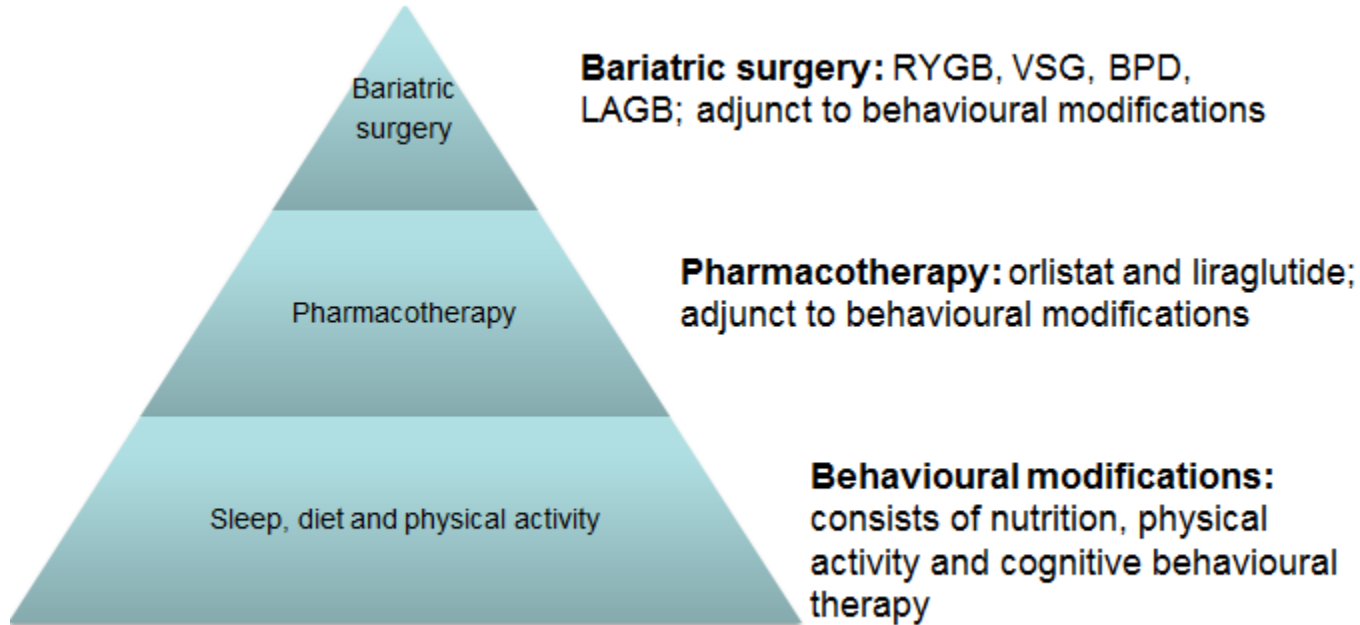 Bariatric
surgery
Bariatric surgery: RYGB, VSG, BPD,
LAGB; adjunct to behavioural modifications
Pharmacotherapy
Pharmacotherapy: orlistat and liraglutide;
adjunct to behavioural modifications
Sleep, diet and physical activity
Behavioural modifications:
consists of nutrition, physical
activity and cognitive behavioural
therapy